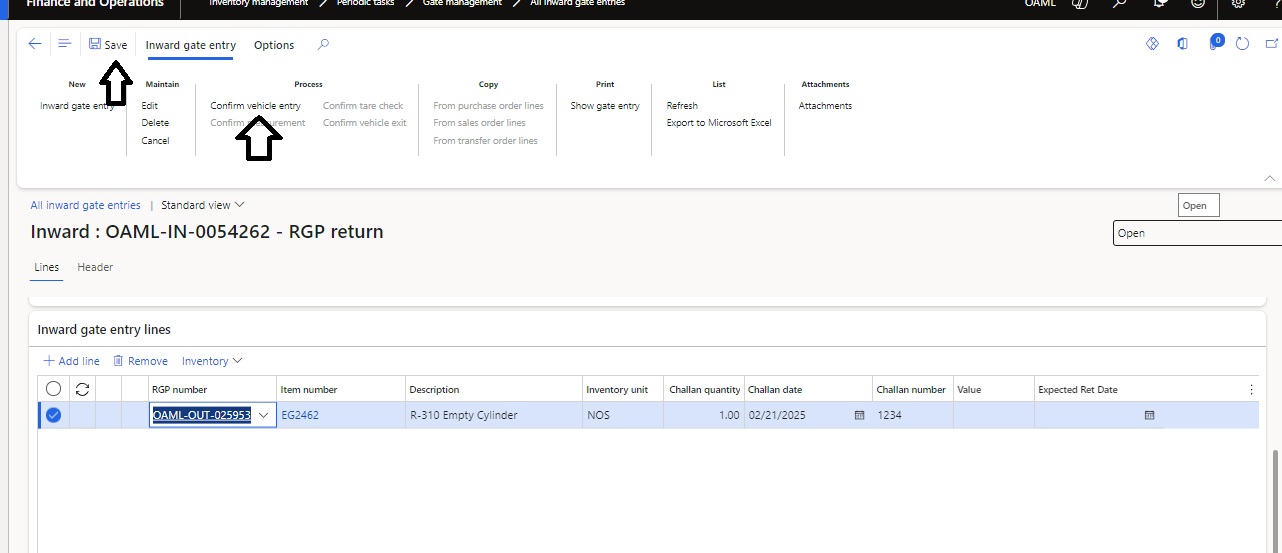 Finance and Operations
Inventory management
Periodic tasks
Gate management
All inward gate entries
OAML
Save
Inward gate entry
Options
0
New
Maintain
Process
Copy
Print
List
Attachments
Inward gate entry
Edit
Confirm vehicle entry
Confirm tare check
From purchase order lines
Show gate entry
Refresh
Attachments
Delete
Confirm
Confirm vehicle exit
From sales order lines
Export to Microsoft Excel
Cancel
From transfer order lines
All inward gate entries | Standard view
Open
Inward : OAML-IN-0054262 - RGP return
Open
Lines
Header
Inward gate entry lines
Add line
Remove
Inventory
RGP number
Item number
Description
Inventory unit
Challan quantity
Challan date
Challan number
Value
Expected Ret Date
OAML-OUT-025953
EG2462
R-310 Empty Cylinder
NOS
1.00
02/21/2025
1234